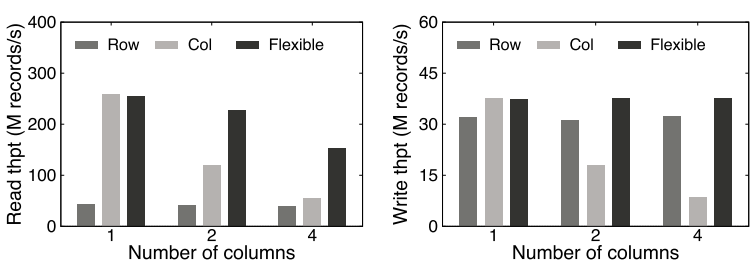 Read thpt (M records/s)
400
300
200
100
0
Row Col Flexible
1 2 4
Number of columns
Write thpt (M records/s)
60
45
30
15
0
Row Col Flexible
1 2 4
Number of columns